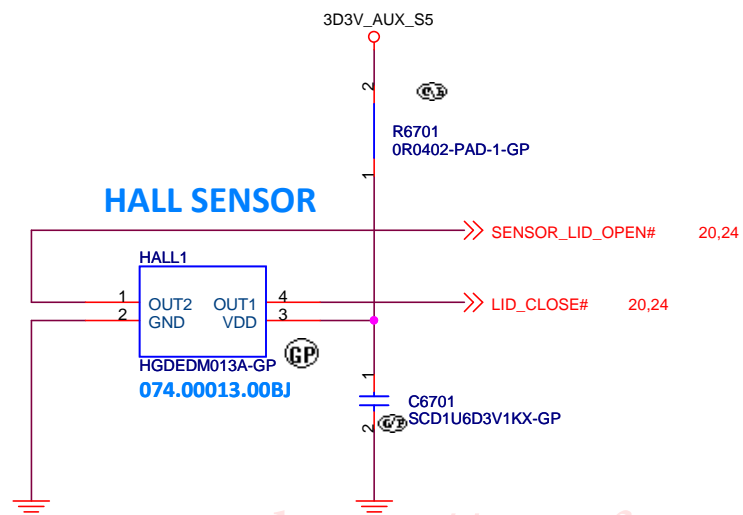 3D3V_AUX_S5
2
R6701
0R0402-PAD-1-GP
1
HALL SENSOR
SENSOR_LID_OPEN# 20,24
HALL1
1 OUT2 OUT1 4
LID_CLOSE# 20,24
2 GND VDD 3
GP
HGDEDM013A-GP
074.00013.00BJ
1
C6701
SCD1U6D3V1KX-GP
2